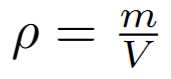 ρ = m/V